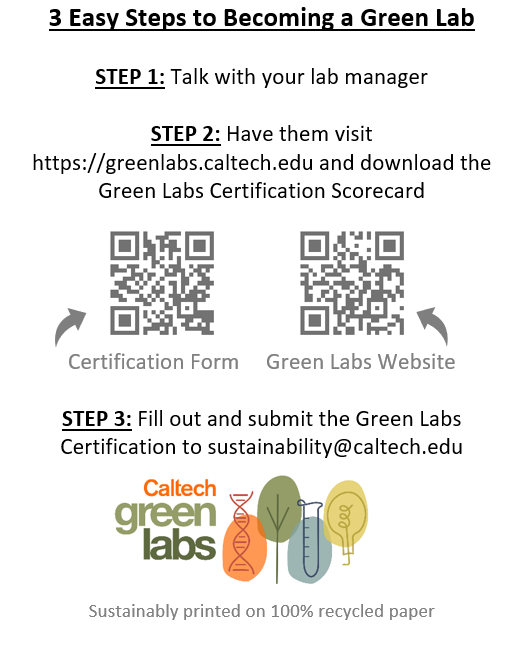 3 Easy Steps to Becoming a Green Lab
STEP 1: Talk with your lab manager
STEP 2: Have them visit
https://greenlabs.caltech.edu and download the
Green Labs Certification Scorecard
Certification Form
Green Labs Website
STEP 3: Fill out and submit the Green Labs
Certification to sustainability@caltech.edu
Caltech
green
labs
Sustainably printed on 100% recycled paper